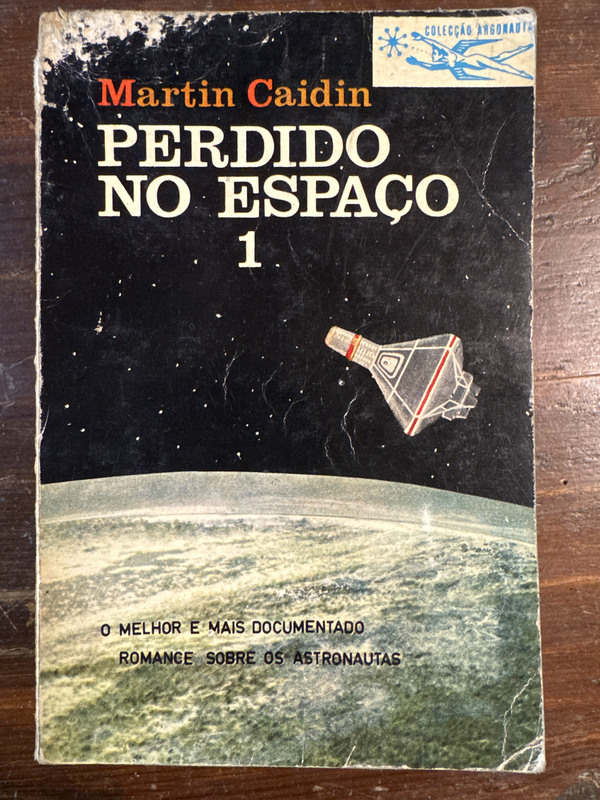 COLECÇÃO ARGONAUTA
Martin Caidin
PERDIDO
NO ESPAÇO
1
O MELHOR E MAIS DOCUMENTADO
ROMANCE SOBRE OS ASTRONAUTAS